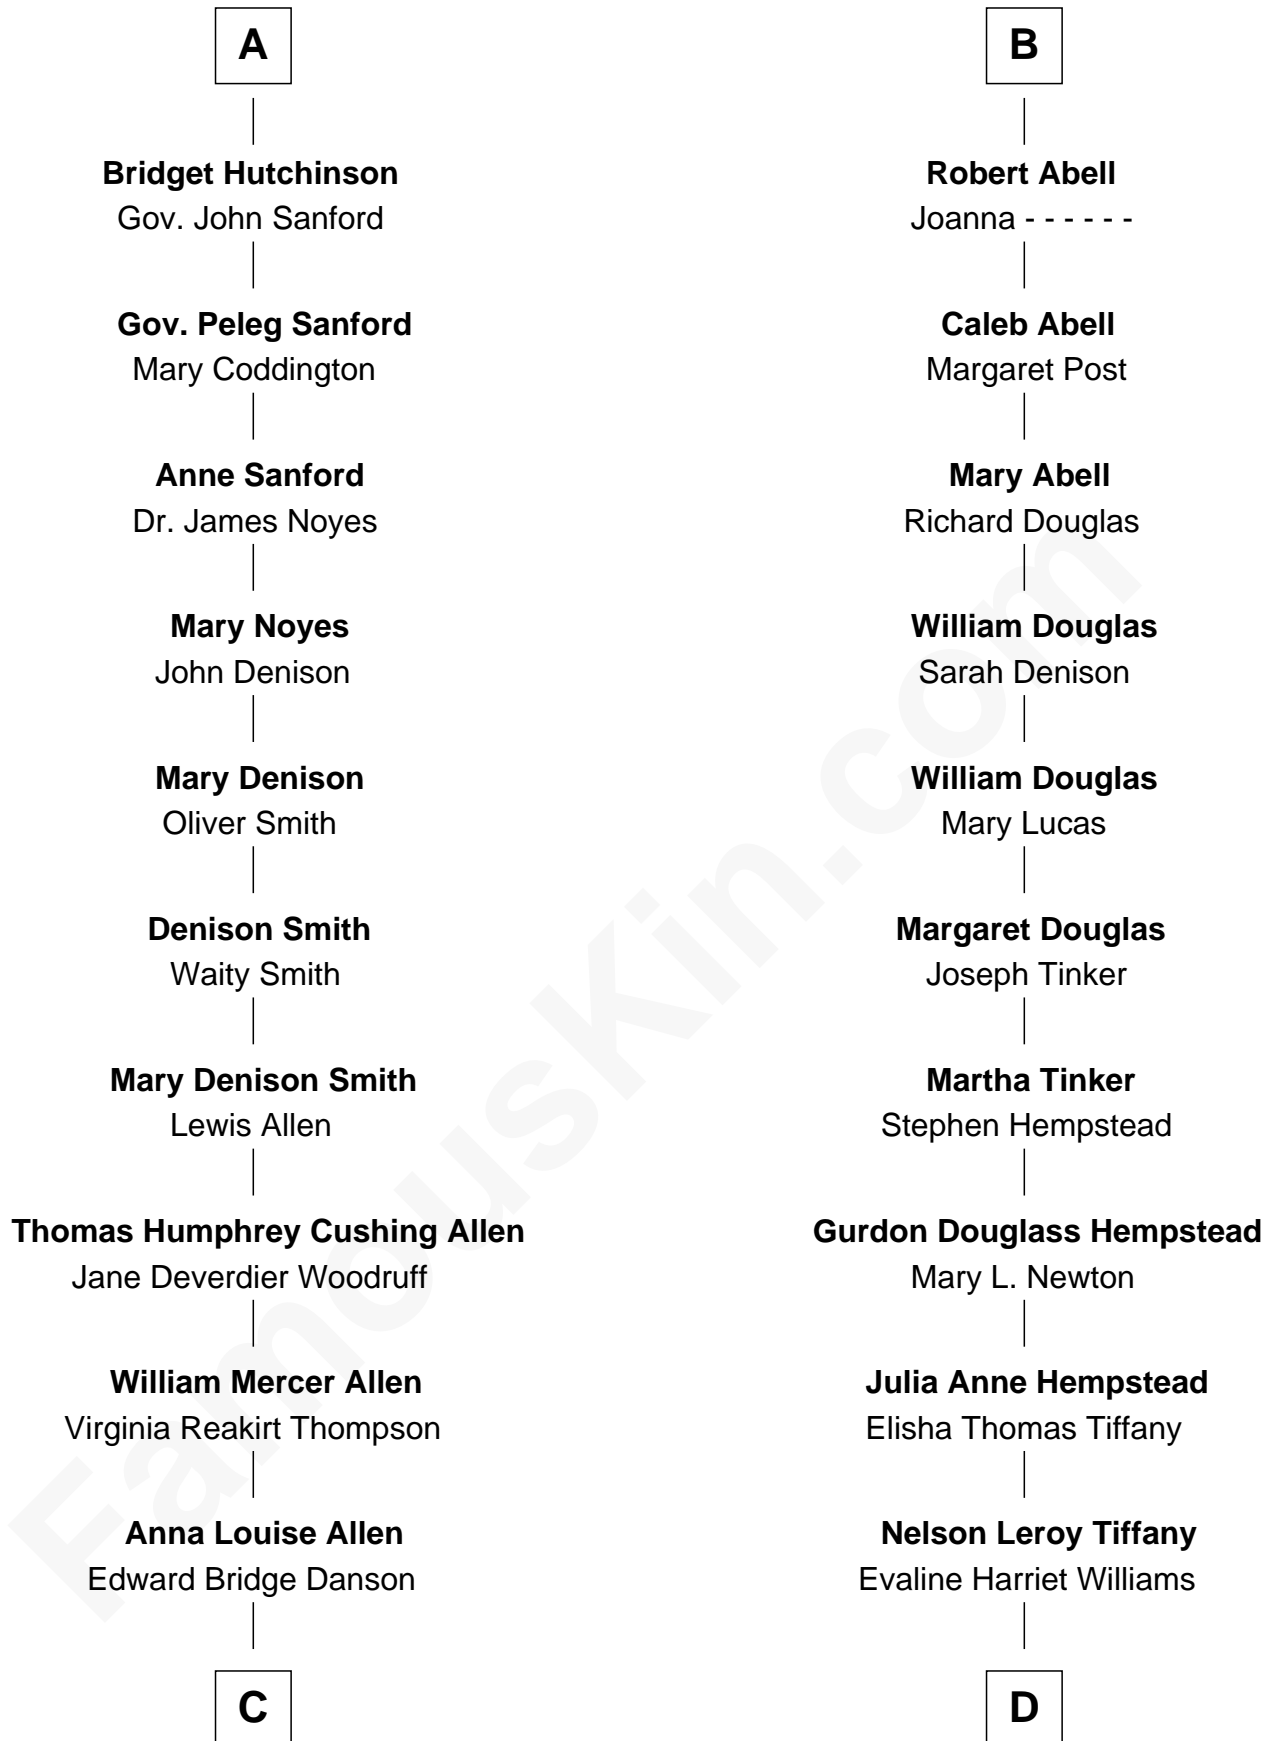 A
Bridget Hutchinson
Gov. John Sanford
Gov. Peleg Sanford
Mary Coddington
Anne Sanford
Dr. James Noyes
Mary Noyes
John Denison
Mary Denison
Oliver Smith
Denison Smith
Waity Smith
Mary Denison Smith
Lewis Allen
Thomas Humphrey Cushing Allen
Jane Deverdier Woodruff
William Mercer Allen
Virginia Reakirt Thompson
Anna Louise Allen
Edward Bridge Danson
C
B
Robert Abell
Joanna - - - - - -
Caleb Abell
Margaret Post
Mary Abell
Richard Douglas
William Douglas
Sarah Denison
William Douglas
Mary Lucas
Margaret Douglas
Joseph Tinker
Martha Tinker
Stephen Hempstead
Gurdon Douglass Hempstead
Mary L. Newton
Julia Anne Hempstead
Elisha Thomas Tiffany
Nelson Leroy Tiffany
Evaline Harriet Williams
D
FamousKin.com